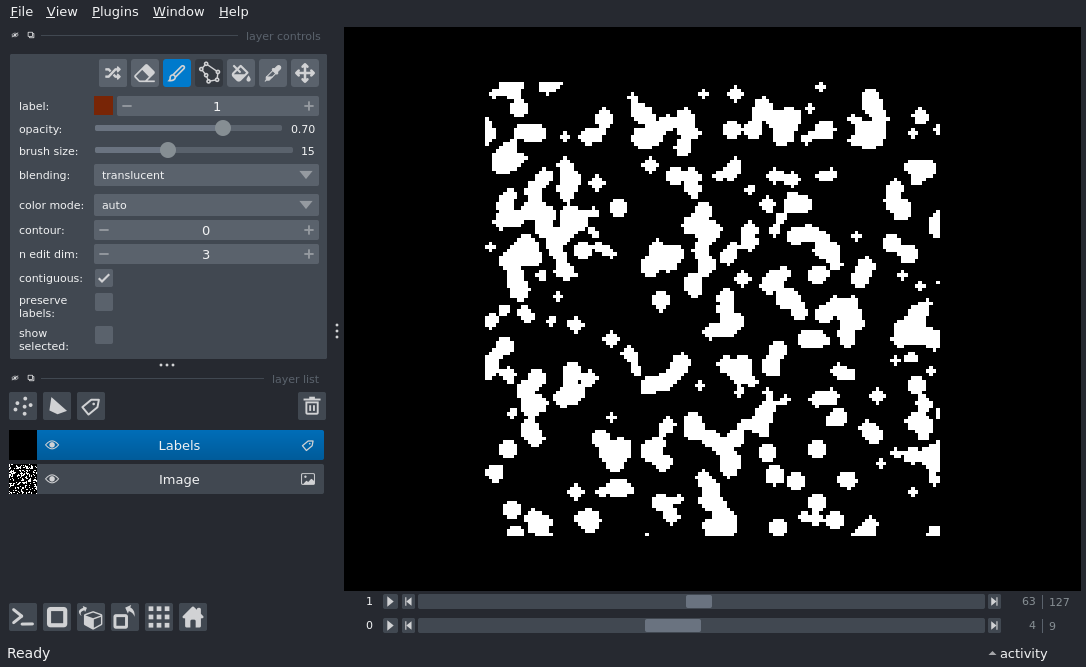 File View Plugins Window Help
layer controls
label: 1
opacity: 0.70
brush size: 15
blending: translucent
color mode: auto
contour: 0
n edit dim: 3
contiguous:
preserve
labels:
show
selected:
layer list
Labels
Image
1 63 127
0 4 9
Ready activity